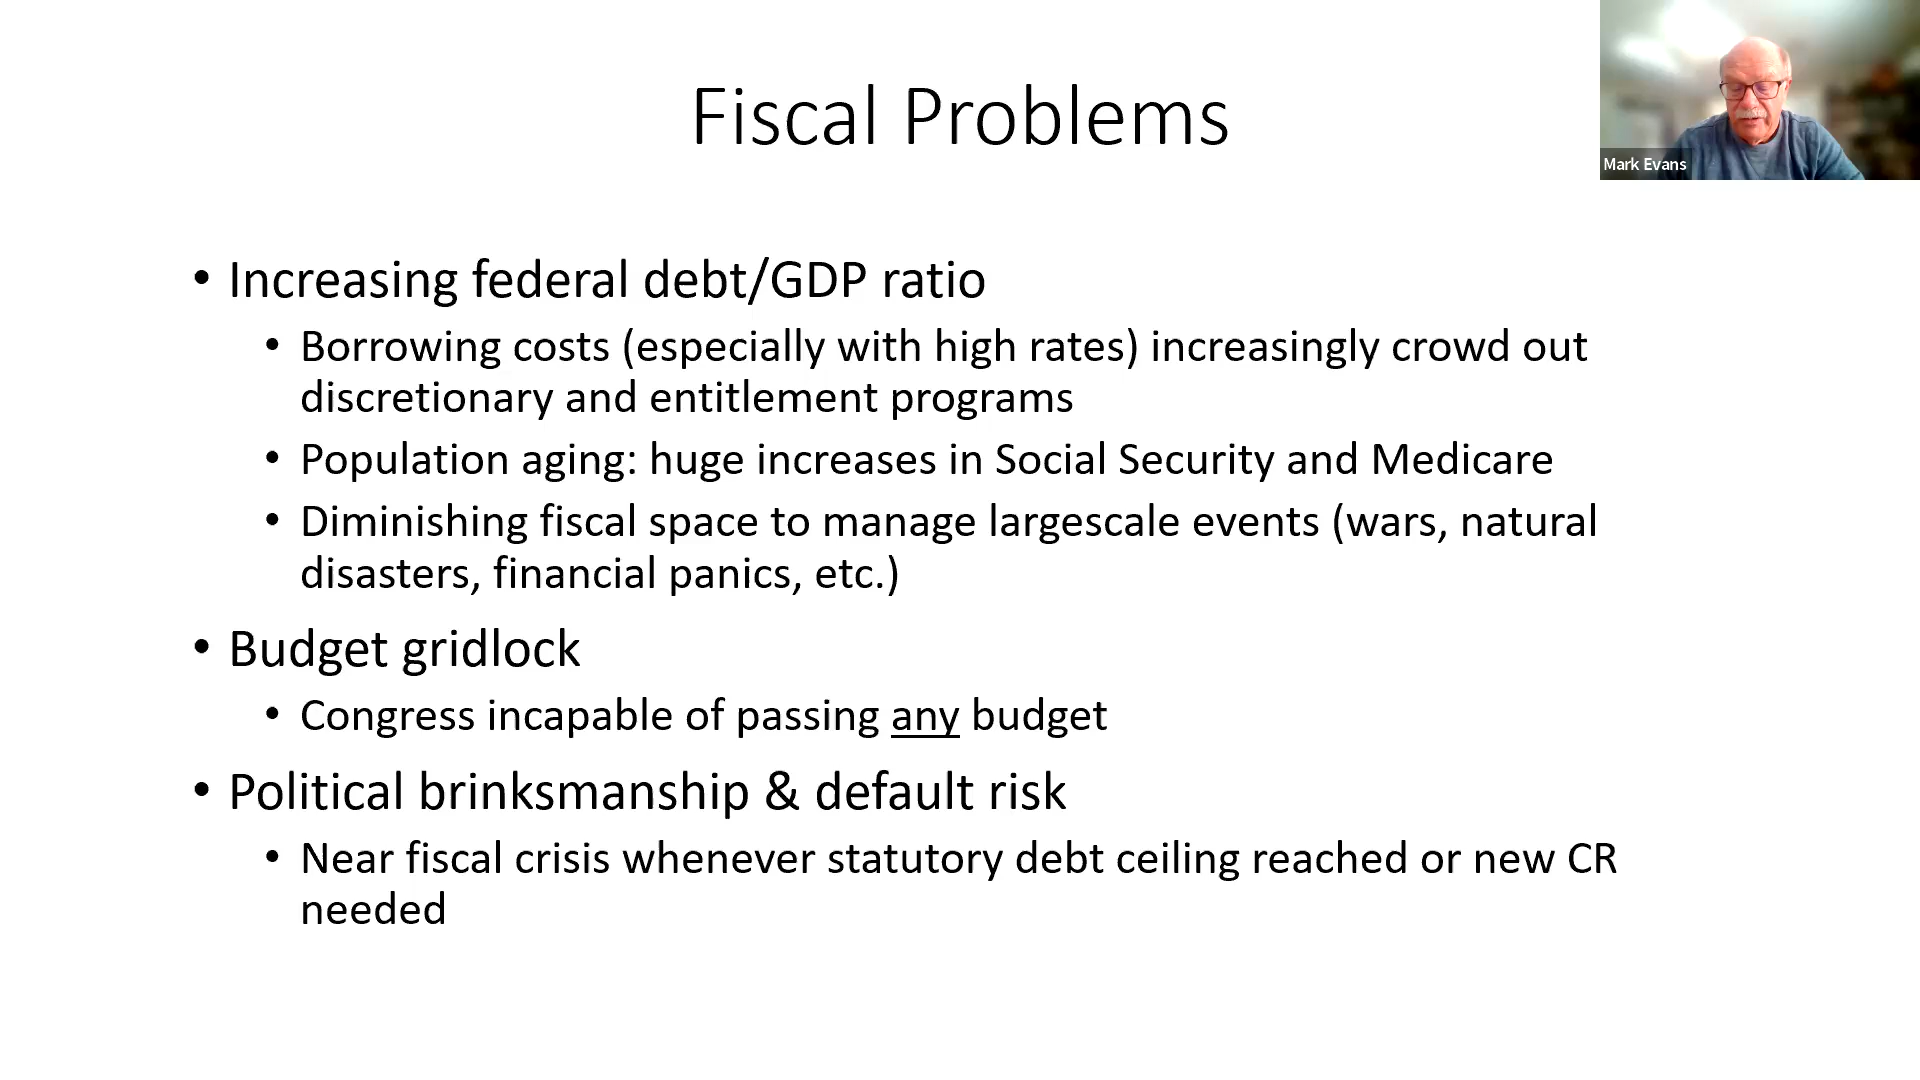 Fiscal Problems
Mark Evans
• Increasing federal debt/GDP ratio
• Borrowing costs (especially with high rates) increasingly crowd out
discretionary and entitlement programs
• Population aging: huge increases in Social Security and Medicare
• Diminishing fiscal space to manage largescale events (wars, natural
disasters, financial panics, etc.)
• Budget gridlock
• Congress incapable of passing any budget
• Political brinksmanship & default risk
• Near fiscal crisis whenever statutory debt ceiling reached or new CR
needed